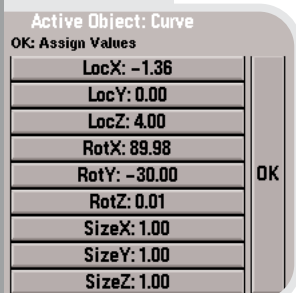 Active Object: Curve
OK: Assign Values
LocX: -1.36
LocY: 0.00
LocZ: 4.00
RotX: 89.98
RotY: -30.00
RotZ: 0.01
SizeX: 1.00
SizeY: 1.00
SizeZ: 1.00
OK